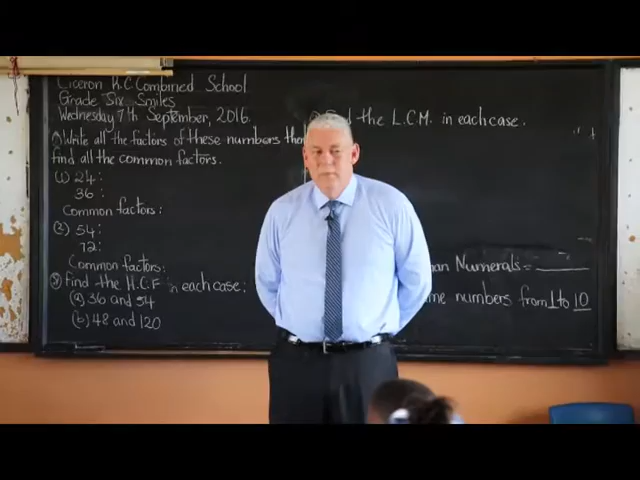 Ciceron R.C Combined School
Grade Six Smiles
Wednesday 7th September, 2016.
Write all the factors of these numbers then
find all the common factors.
(1) 24:
36:
Common factors:
(2) 54:
72:
Common factors:
Find the H.C.F in each case:
(a) 36 and 54
(b) 48 and 120
the L.C.M. in each case.
Numerals =
numbers from 1 to 10